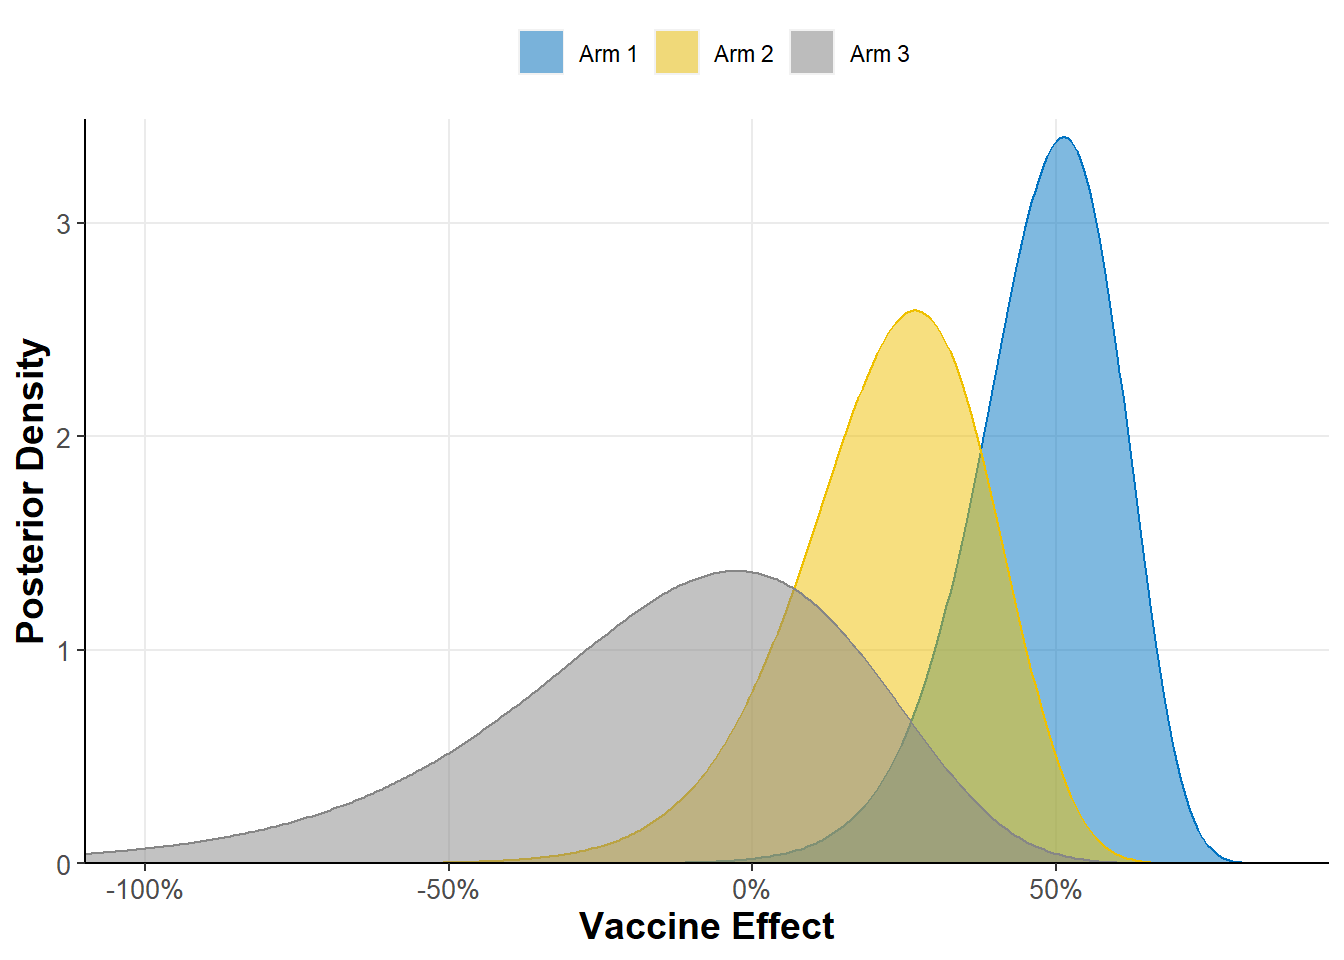 Arm 1 Arm 2 Arm 3
Posterior Density
3
2
1
0
-100% -50% 0% 50%
Vaccine Effect